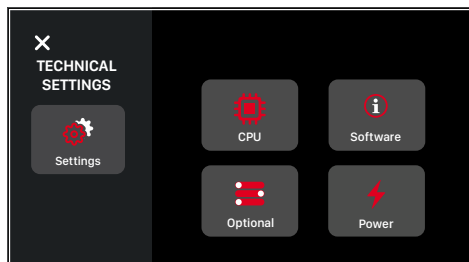 TECHNICAL
SETTINGS
Settings
CPU
Software
Optional
Power